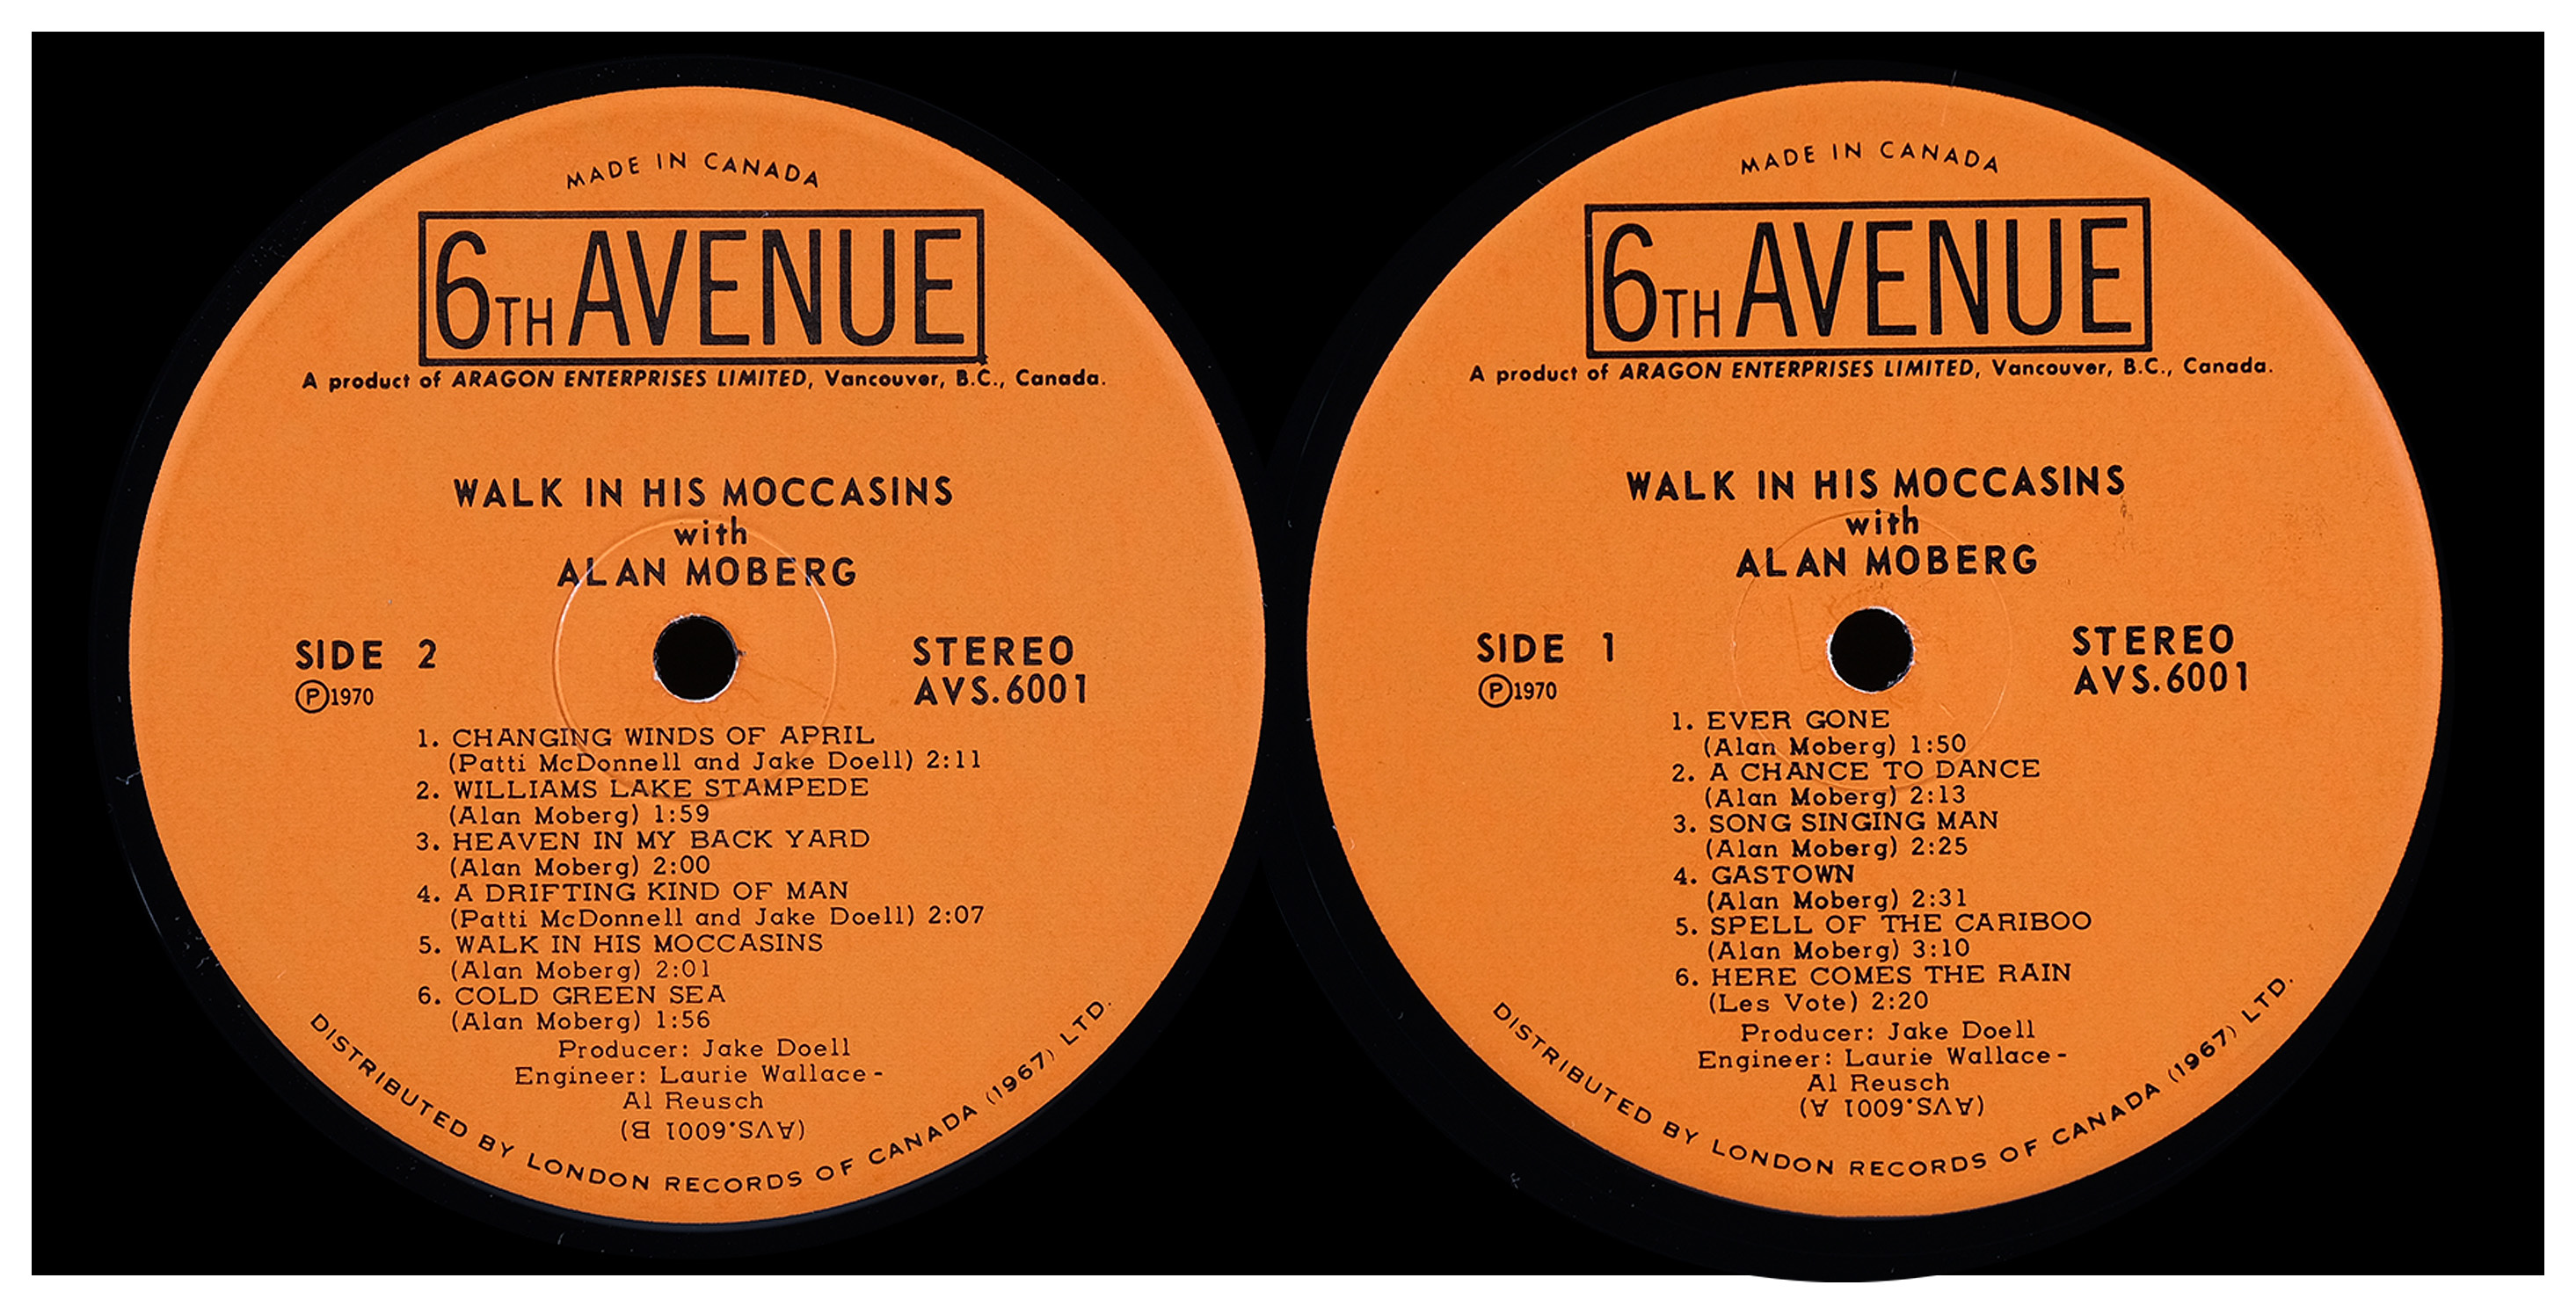 MADE IN CANADA
6TH AVENUE
A product of ARAGON ENTERPRISES LIMITED, Vancouver, B.C., Canada.
WALK IN HIS MOCCASINS
with
ALAN MOBERG
SIDE 2
Ⓟ1970
STEREO
AVS.6001
1. CHANGING WINDS OF APRIL
(Patti McDonnell and Jake Doell) 2:11
2. WILLIAMS LAKE STAMPEDE
(Alan Moberg) 1:59
3. HEAVEN IN MY BACK YARD
(Alan Moberg) 2:00
4. A DRIFTING KIND OF MAN
(Patti McDonnell and Jake Doell) 2:07
5. WALK IN HIS MOCCASINS
(Alan Moberg) 2:01
6. COLD GREEN SEA
(Alan Moberg) 1:56
Producer: Jake Doell
Engineer: Laurie Wallace-
Al Reusch
(AVS.6001 B)
DISTRIBUTED BY LONDON RECORDS OF CANADA (1967) LTD.
MADE IN CANADA
6TH AVENUE
A product of ARAGON ENTERPRISES LIMITED, Vancouver, B.C., Canada.
WALK IN HIS MOCCASINS
with
ALAN MOBERG
SIDE 1
Ⓟ1970
STEREO
AVS.6001
1. EVER GONE
(Alan Moberg) 1:50
2. A CHANCE TO DANCE
(Alan Moberg) 2:13
3. SONG SINGING MAN
(Alan Moberg) 2:25
4. GASTOWN
(Alan Moberg) 2:31
5. SPELL OF THE CARIBOO
(Alan Moberg) 3:10
6. HERE COMES THE RAIN
(Les Vote) 2:20
Producer: Jake Doell
Engineer: Laurie Wallace-
Al Reusch
(AVS.6001 A)
DISTRIBUTED BY LONDON RECORDS OF CANADA (1967) LTD.